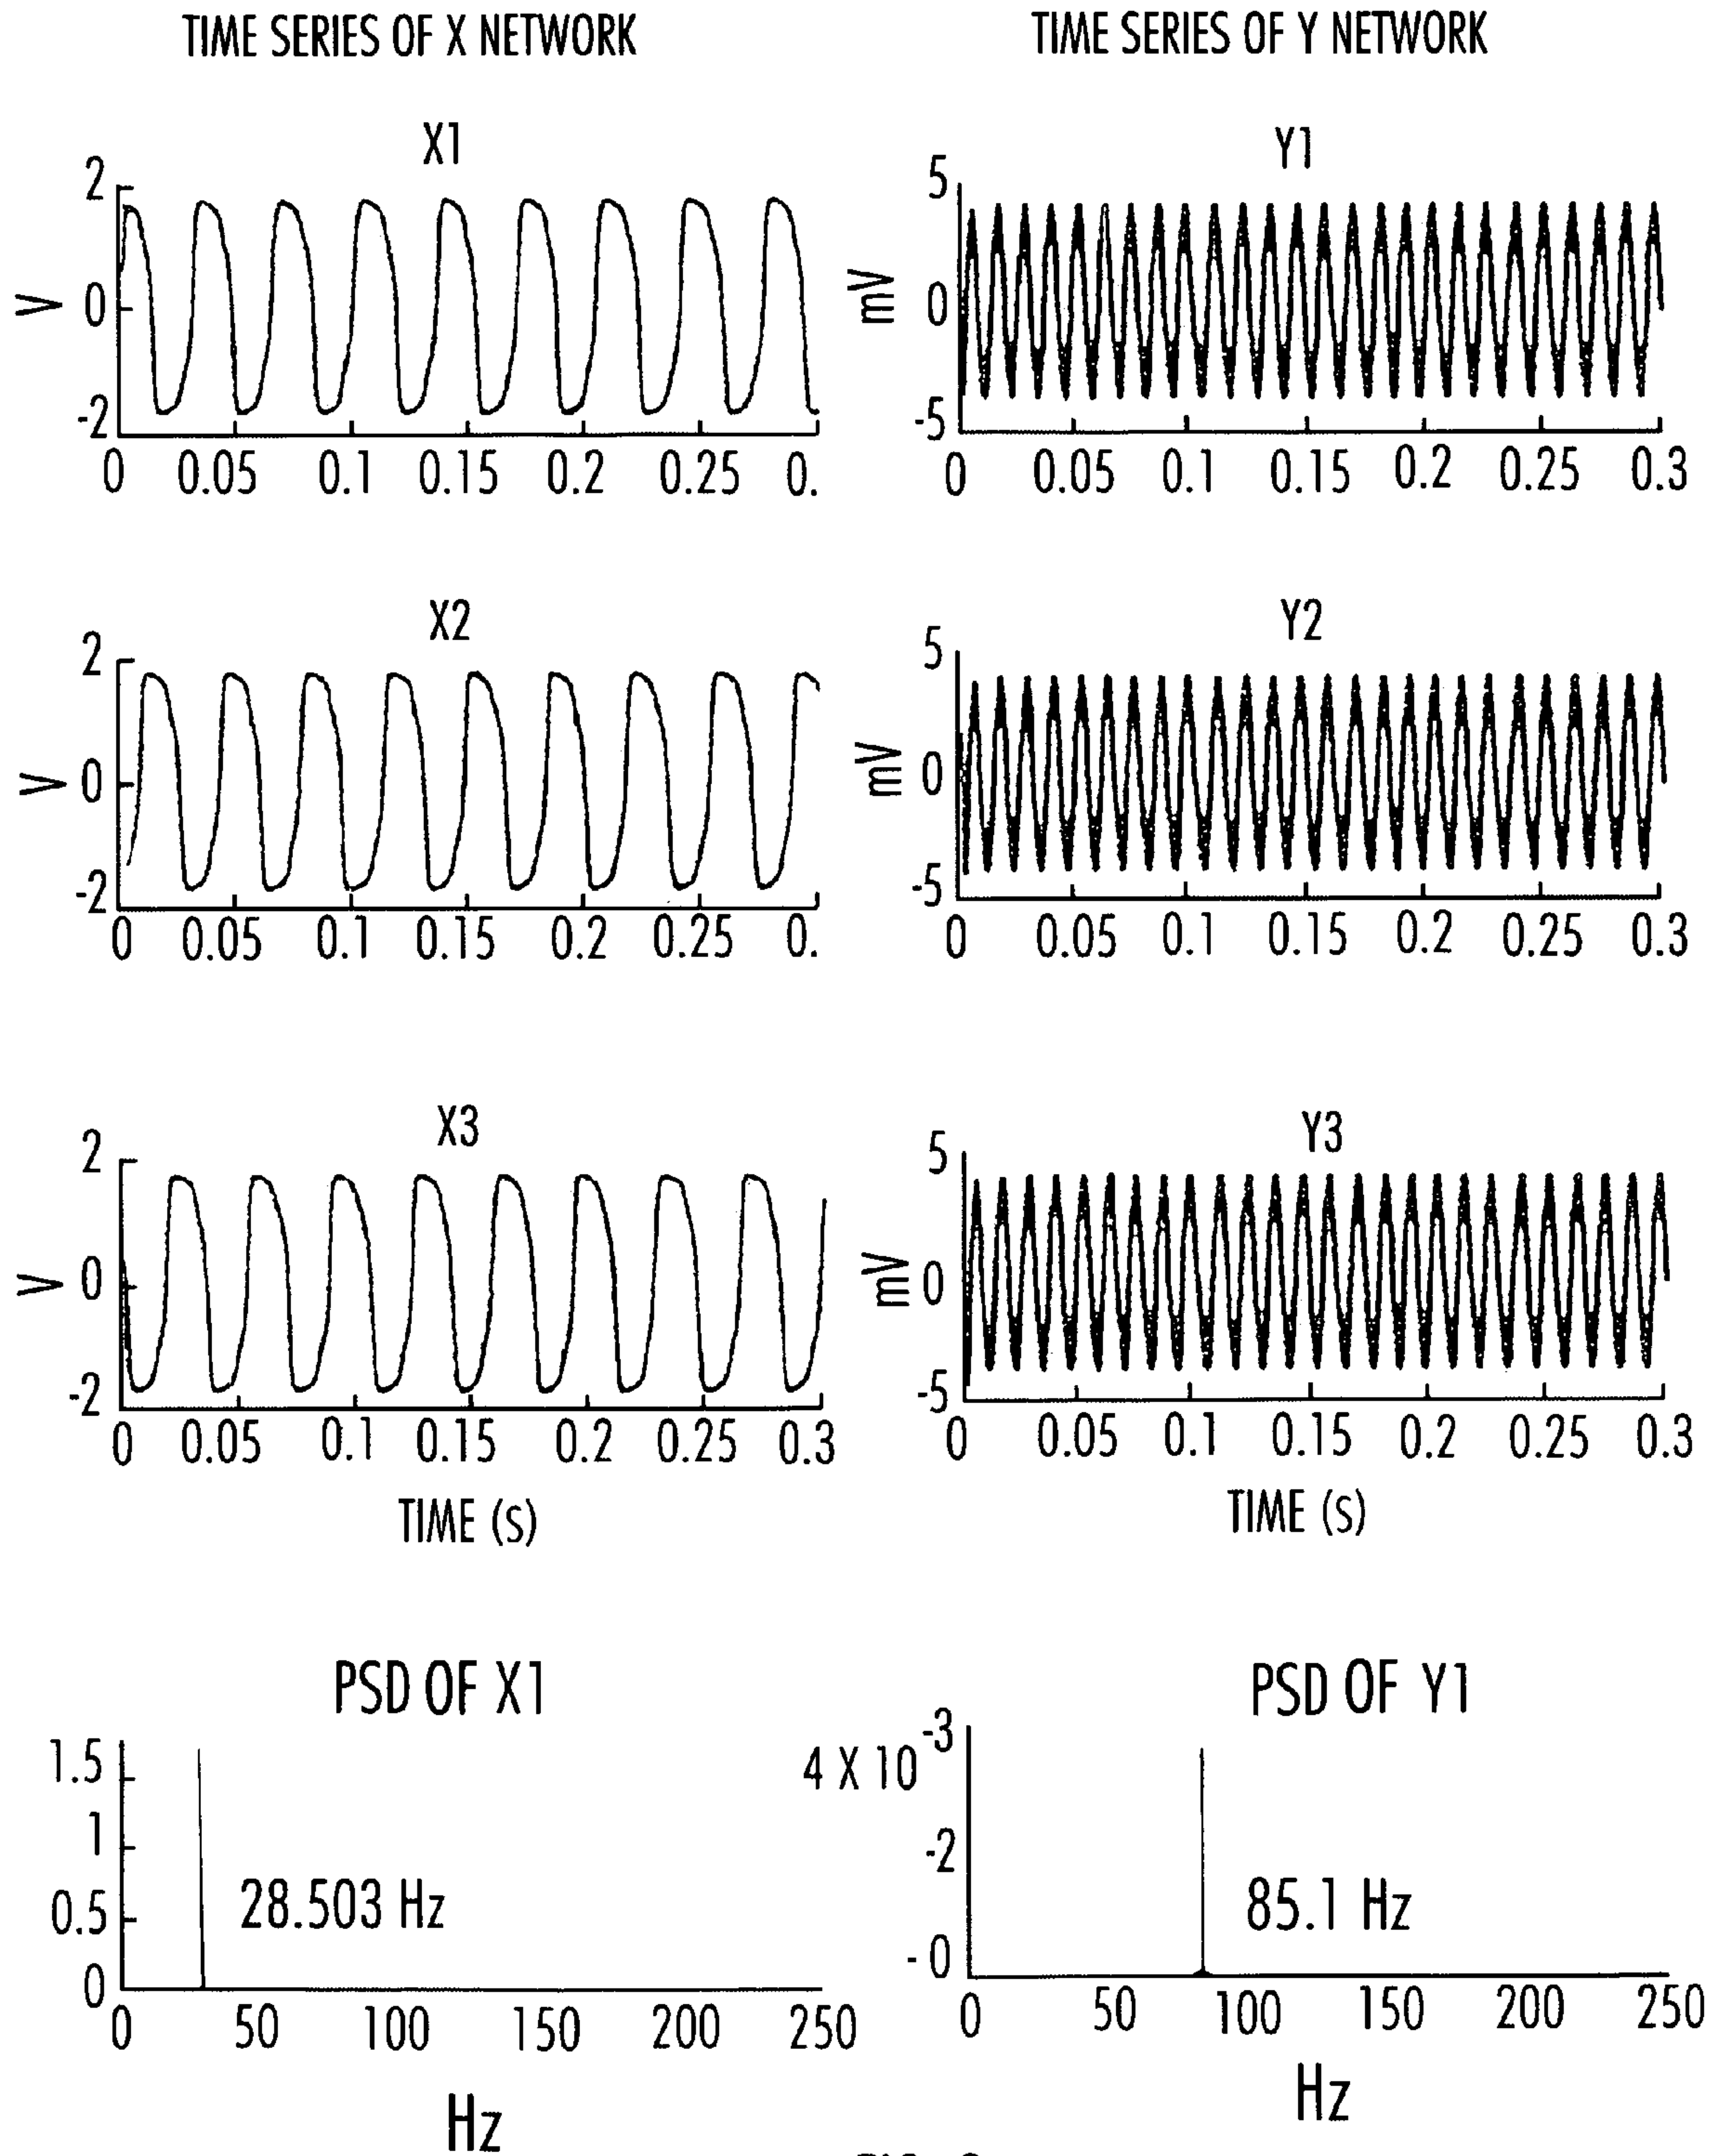 TIME SERIES OF X NETWORK
TIME SERIES OF Y NETWORK
X1
2
V 0
-2
0 0.05 0.1 0.15 0.2 0.25 0.
Y1
5
mV 0
-5
0 0.05 0.1 0.15 0.2 0.25 0.3
X2
2
V 0
-2
0 0.05 0.1 0.15 0.2 0.25 0.
Y2
5
mV 0
-5
0 0.05 0.1 0.15 0.2 0.25 0.3
X3
2
V 0
-2
0 0.05 0.1 0.15 0.2 0.25 0.3
TIME (s)
Y3
5
mV 0
-5
0 0.05 0.1 0.15 0.2 0.25 0.3
TIME (s)
PSD OF X1
1.5
1
0.5
0
28.503 Hz
0 50 100 150 200 250
Hz
PSD OF Y1
4 X 10 -3
-2
- 0
85.1 Hz
0 50 100 150 200 250
Hz